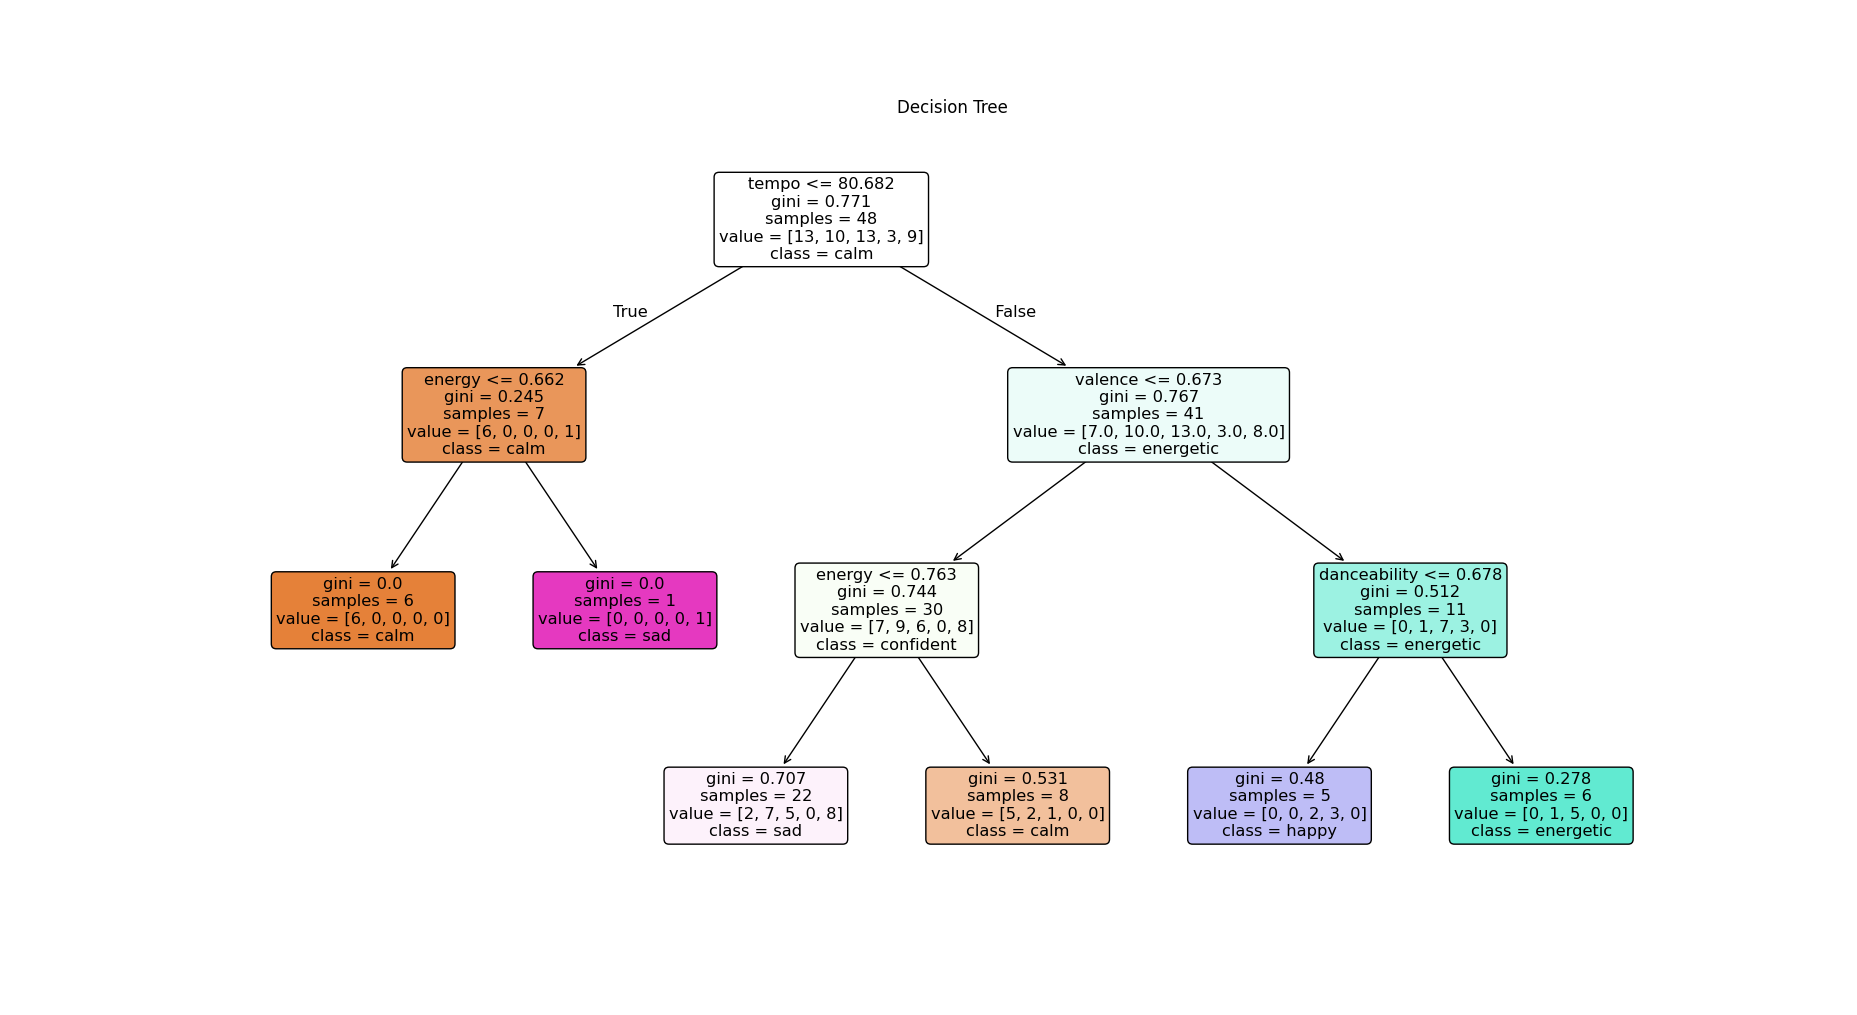 Decision Tree
tempo <= 80.682
gini = 0.771
samples = 48
value = [13, 10, 13, 3, 9]
class = calm
True
False
energy <= 0.662
gini = 0.245
samples = 7
value = [6, 0, 0, 0, 1]
class = calm
valence <= 0.673
gini = 0.767
samples = 41
value = [7.0, 10.0, 13.0, 3.0, 8.0]
class = energetic
gini = 0.0
samples = 6
value = [6, 0, 0, 0, 0]
class = calm
gini = 0.0
samples = 1
value = [0, 0, 0, 0, 1]
class = sad
energy <= 0.763
gini = 0.744
samples = 30
value = [7, 9, 6, 0, 8]
class = confident
danceability <= 0.678
gini = 0.512
samples = 11
value = [0, 1, 7, 3, 0]
class = energetic
gini = 0.707
samples = 22
value = [2, 7, 5, 0, 8]
class = sad
gini = 0.531
samples = 8
value = [5, 2, 1, 0, 0]
class = calm
gini = 0.48
samples = 5
value = [0, 0, 2, 3, 0]
class = happy
gini = 0.278
samples = 6
value = [0, 1, 5, 0, 0]
class = energetic